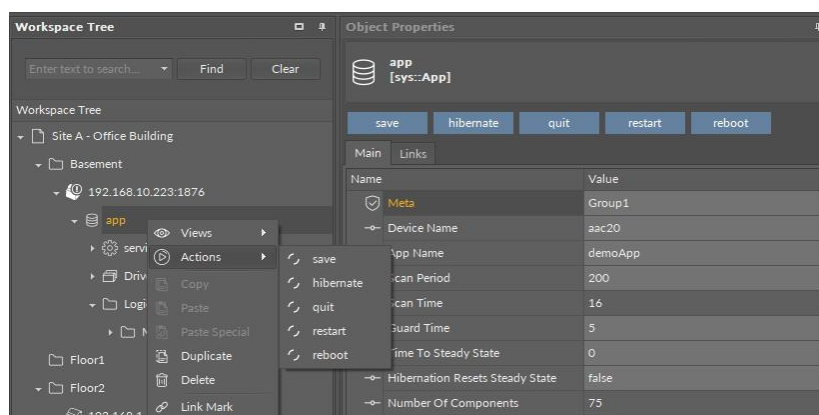 Workspace Tree
Enter text to search...
Find
Clear
Workspace Tree
Site A - Office Building
Basement
192.168.10.223:1876
app
servi
Driv
Logi
Floor1
Floor2
Views
Actions
Copy
Paste
Paste Special
Duplicate
Delete
Link Mark
save
hibernate
quit
restart
reboot
Object Properties
app
[sys::App]
save hibernate quit restart reboot
Main Links
Name Value
Meta Group1
Device Name aac20
App Name demoApp
Scan Period 200
Scan Time 16
Guard Time 5
Time To Steady State 0
Hibernation Resets Steady State false
Number Of Components 75